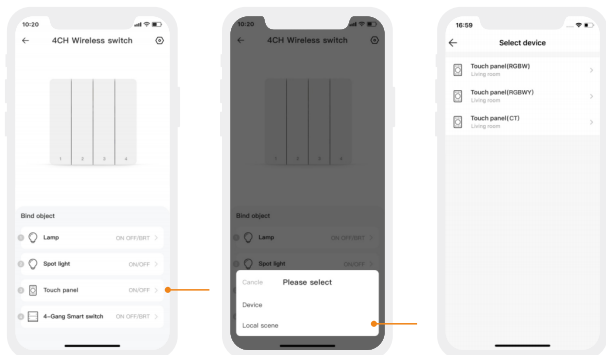 10:20
4CH Wireless switch
1 2 3 4
Bind object
Lamp ON OFF/BRT
Spot light ON/OFF
Touch panel ON/OFF
4-Gang Smart switch ON OFF/BRT
10:20
4CH Wireless switch
1 2 3 4
Bind object
Lamp ON OFF/BRT
Spot light ON/OFF
Cancle Please select
Device
Local scene
16:59
Select device
Touch panel(RGBW)
Living room
Touch panel(RGBWY)
Living room
Touch panel(CT)
Living room